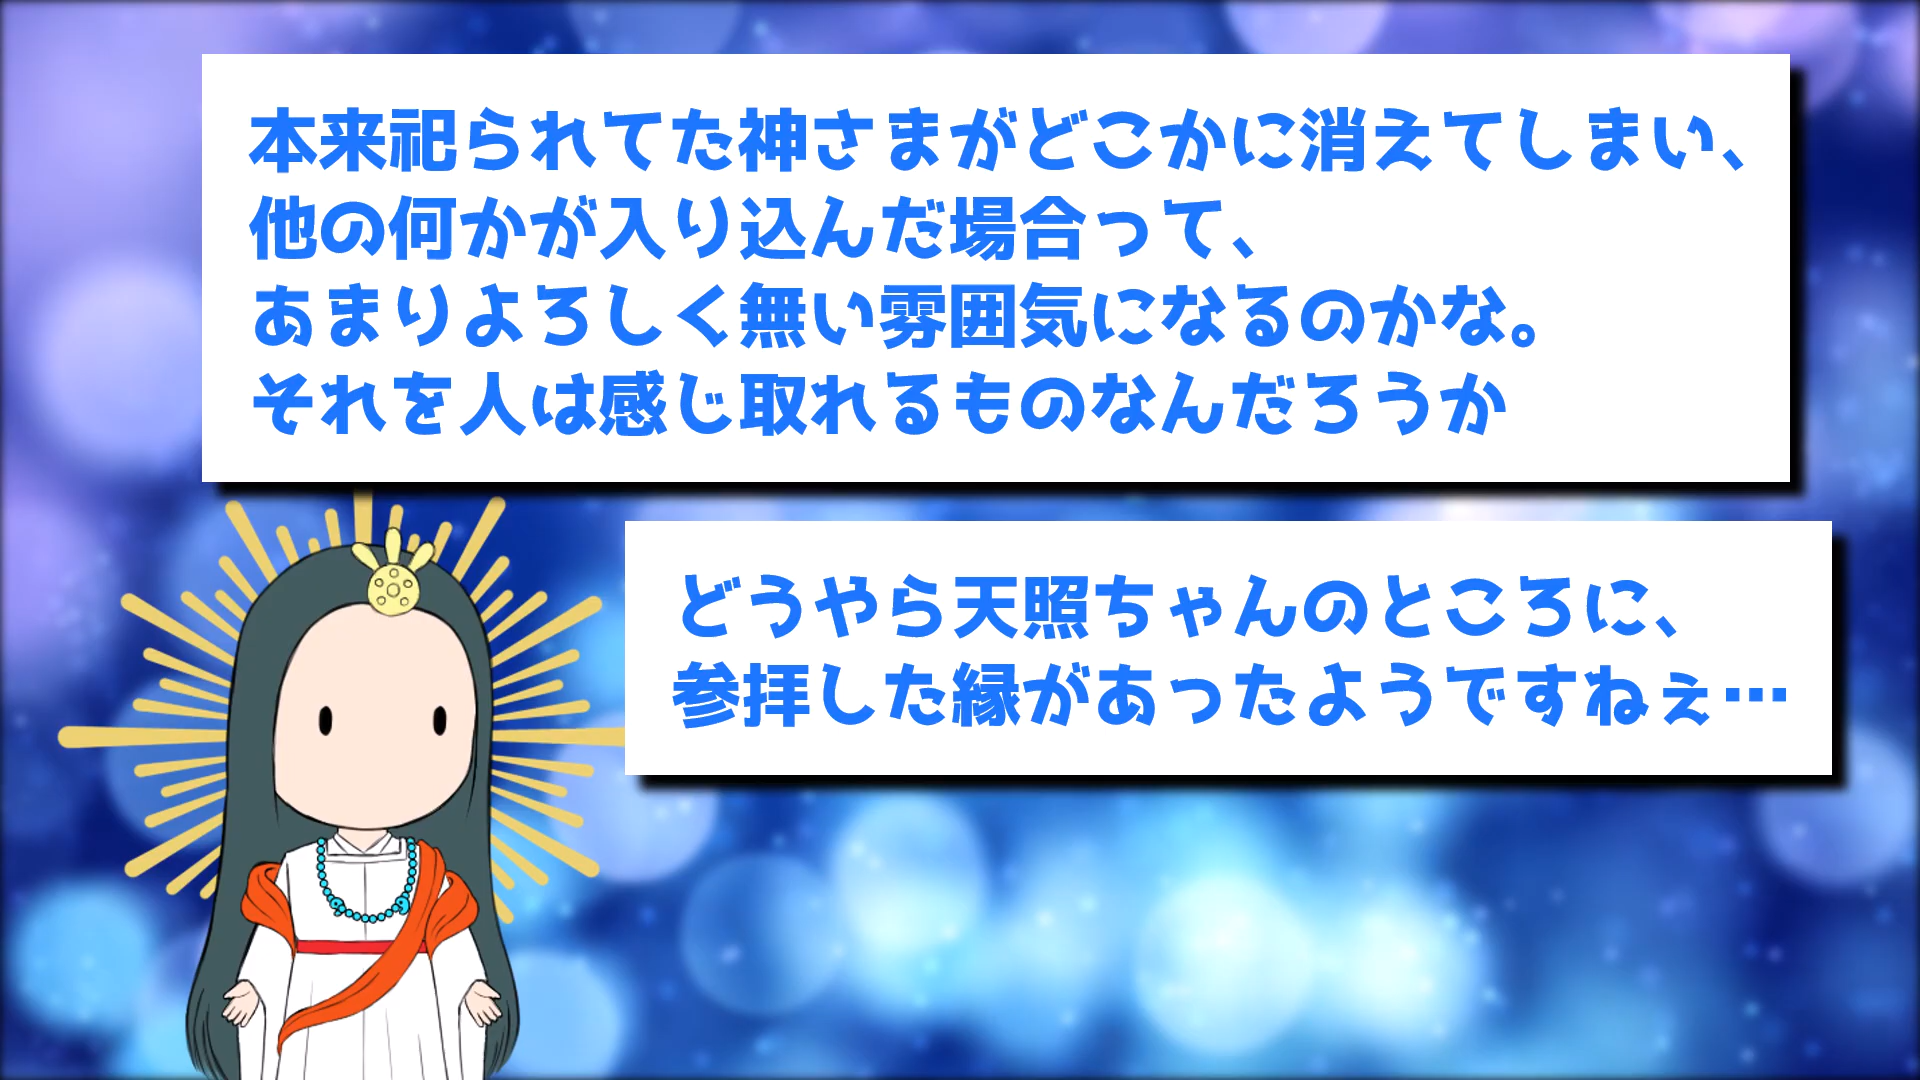 本来祀られてた神さまがどこかに消えてしまい、
他の何かが入り込んだ場合って、
あまりよろしく無い雰囲気になるのかな。
それを人は感じ取れるものなんだろうか
どうやら天照ちゃんのところに、
参拝した縁があったようですねぇ…